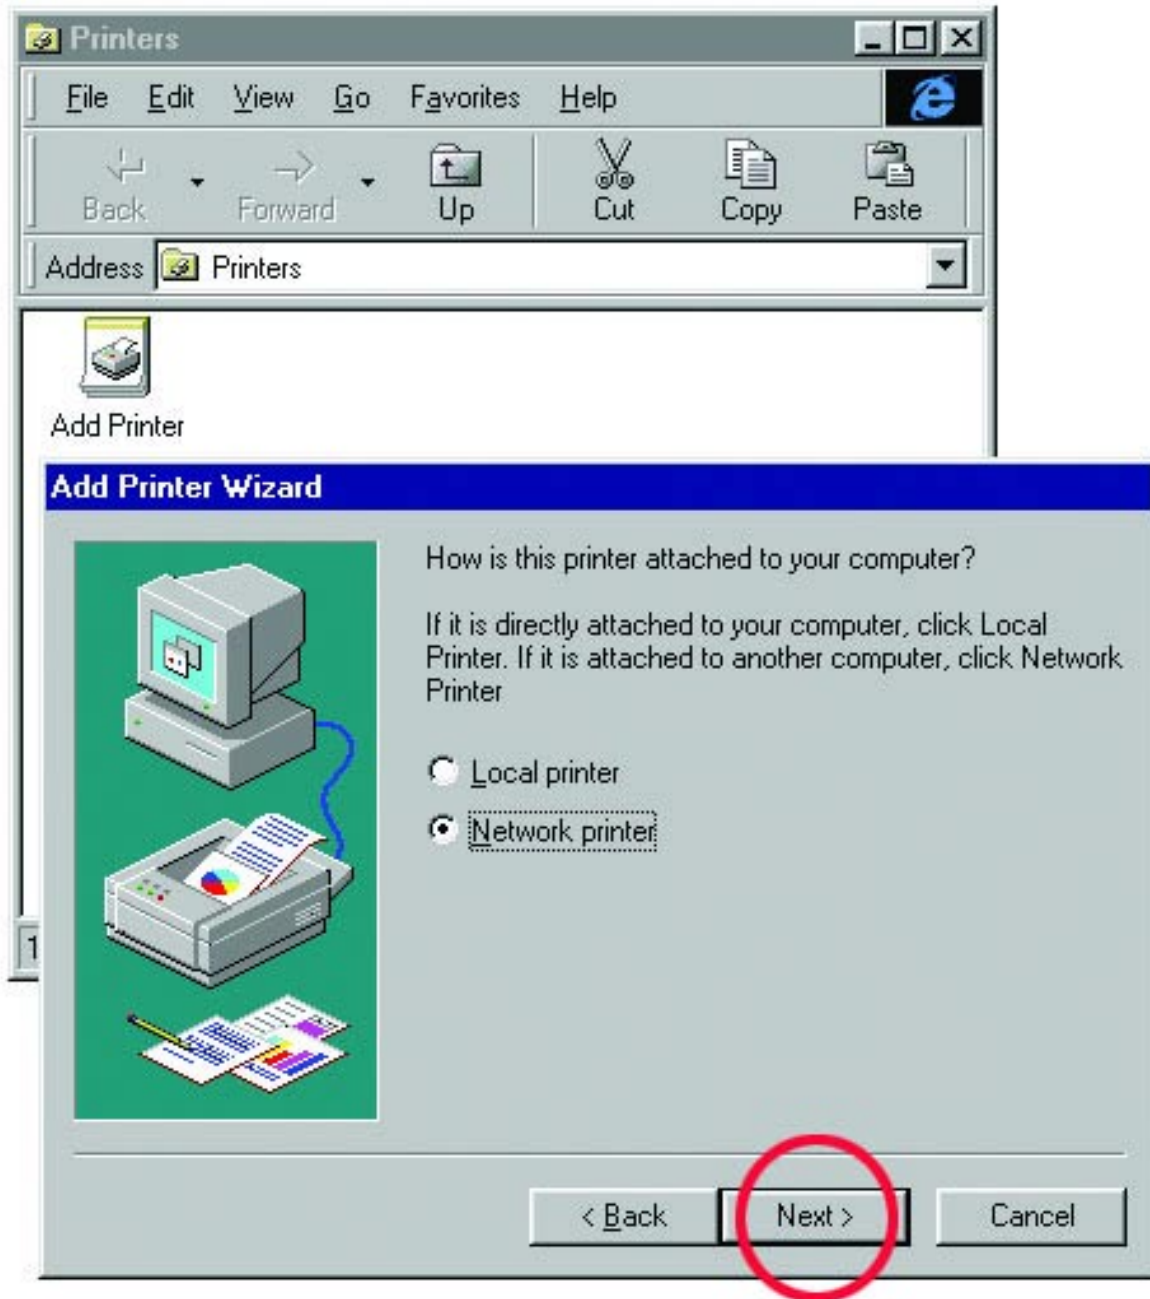 Printers
File Edit View Go Favorites Help
Back Forward Up Cut Copy Paste
Address Printers
Add Printer
Add Printer Wizard
How is this printer attached to your computer?
If it is directly attached to your computer, click Local
Printer. If it is attached to another computer, click Network
Printer
Local printer
Network printer
1
< Back Next > Cancel